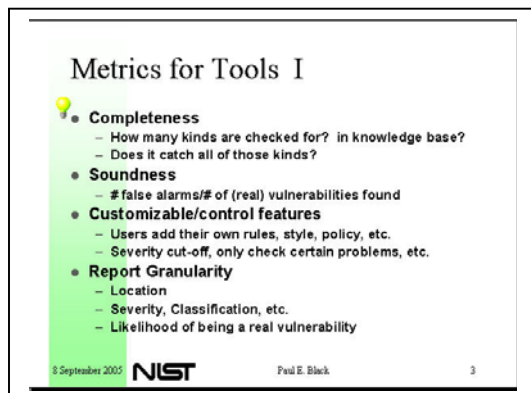 Metrics for Tools I
● Completeness
– How many kinds are checked for? in knowledge base?
– Does it catch all of those kinds?
● Soundness
– # false alarms/# of (real) vulnerabilities found
● Customizable/control features
– Users add their own rules, style, policy, etc.
– Severity cut-off, only check certain problems, etc.
● Report Granularity
– Location
– Severity, Classification, etc.
– Likelihood of being a real vulnerability
8 September 2005 NIST Paul E. Black 3